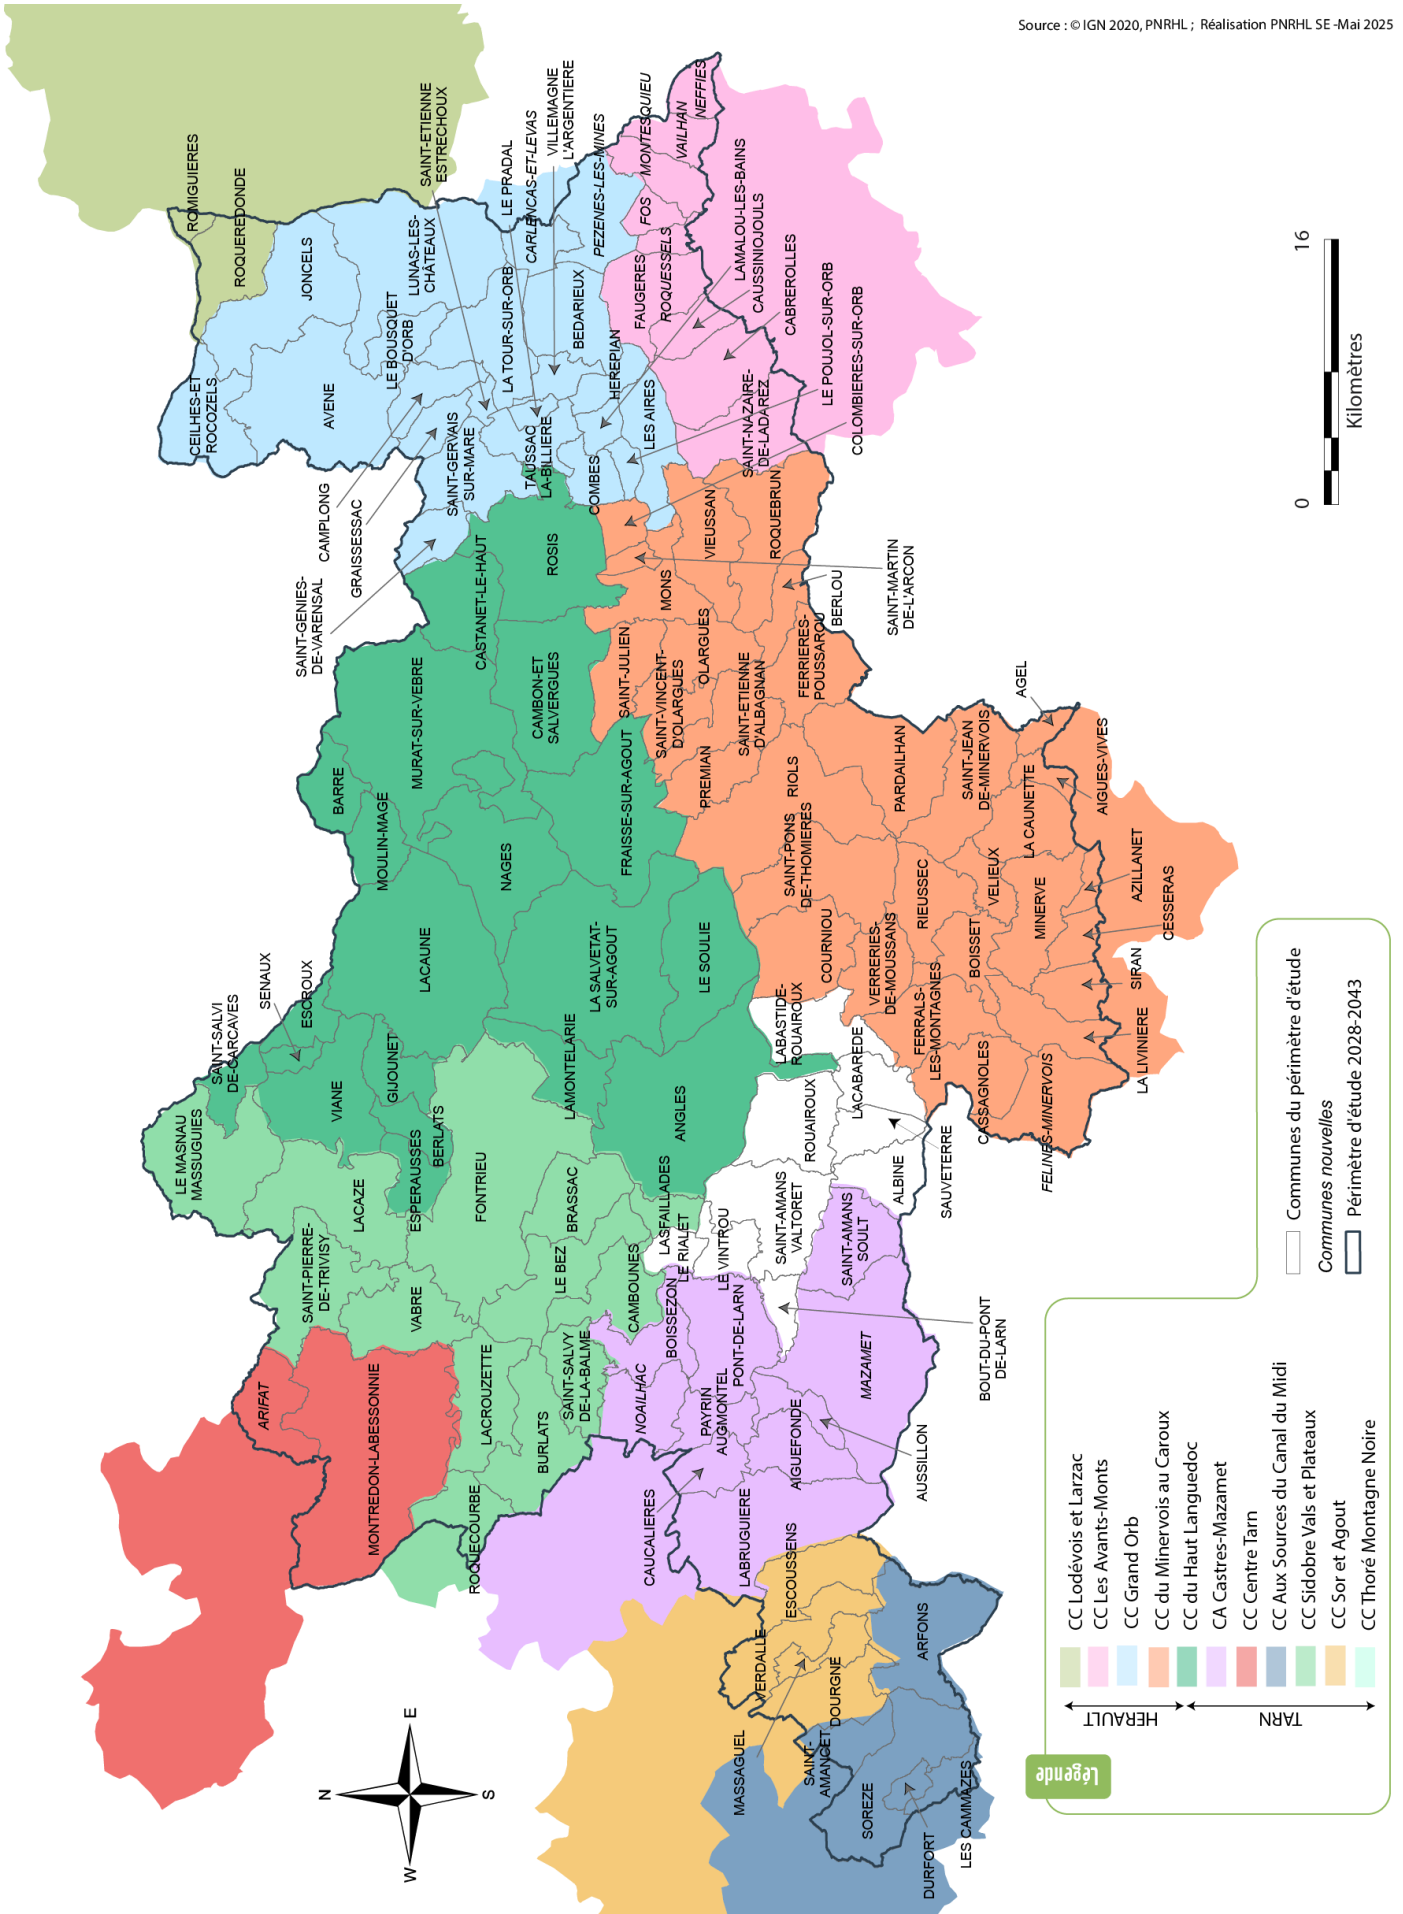 Source : © IGN 2020, PNRHL ; Réalisation PNRHL SE -Mai 2025
ROMIGUIERES
ROQUEREDONDE
SAINT-ETIENNE
ESTRECHOUX
LE PRADAL
CARLENCAS-ET-LEVAS
VILLEMAGNE
L'ARGENTIERE
PEZENES-LES-MINES
MONTESQUIEU
VAILHAN
NEFFIES
FOS
JONCELS
LUNAS-LES-
CHÂTEAUX
LE BOUSQUET
D'ORB
LA TOUR-SUR-ORB
BEDARIEUX
FAUGERES
ROQUESSELS
LAMALOU-LES-BAINS
CAUSSINIOJOULS
CABREROLLES
LE POUJOL-SUR-ORB
COLOMBIERES-SUR-ORB
CEILHES-ET
ROCOZELS
AVENE
HEREPIAN
LES AIRES
SAINT-NAZAIRE-
DE-LADAREZ
SAINT-GERVAIS
SUR-MARE
TAUSSAC
LA-BILLIERE
COMBES
CAMPLONG
GRAISSESSAC
SAINT-GENIES-
DE-VARENSAL
CASTANET-LE-HAUT
ROSIS
VIEUSSAN
ROQUEBRUN
MONS
BERLOU
SAINT-MARTIN
DE-L'ARCON
MURAT-SUR-VEBRE
CAMBON-ET
SALVERGUES
SAINT-JULIEN
SAINT-VINCENT-
D'OLARGUES
OLARGUES
SAINT-ETIENNE
D'ALBAGNAN
FERRIERES-
POUSSAROU
AGEL
BARRE
MOULIN-MAGE
NAGES
FRAISSE-SUR-AGOUT
PREMIAN
RIOLS
PARDAILHAN
SAINT-JEAN
DE-MINERVOIS
LA CAUNETTE
AIGUES-VIVES
SAINT-PONS
DE-THOMIERES
RIEUSSEC
VELIEUX
MINERVE
AZILLANET
CESSERAS
LACAUNE
LA SALVETAT-
SUR-AGOUT
LE SOULIE
COURNIOU
VERRERIES-
DE-MOUSSANS
BOISSET
SIRAN
SENAUX
ESCROUX
SAINT-SALVI
DE-CARCAVES
VIANE
GIJOUNET
LAMONTELARIE
LABASTIDE-
ROUAIROUX
FERRALS-
LES-MONTAGNES
LA LIVINIERE
LE MASNAU
MASSUGUIES
BERLATS
ESPERAUSSES
ANGLES
ROUAIROUX
LACABAREDE
CASSAGNOLES
FELINES-MINERVOIS
LACAZE
FONTRIEU
BRASSAC
LASFAILLADES
LE RIALET
LE VINTROU
SAINT-AMANS
VALTORET
SAINT-AMANS
SOULT
ALBINE
SAUVETERRE
SAINT-PIERRE-
DE-TRIVISY
VABRE
LE BEZ
CAMBOUNES
BOISSEZON
PONT-DE-LARN
MAZAMET
BOUT-DU-PONT
DE-LARN
ARIFAT
MONTREDON-LABESSONNIE
LACROUZETTE
SAINT-SALVY
DE-LA-BALME
BURLATS
NOAILHAC
PAYRIN
AUGMONTEL
AIGUEFONDE
AUSSILLON
ROQUECOURBE
CAUCALIERES
LABRUGUIERE
ESCOUSSENS
VERDALLE
DOURGNE
ARFONS
MASSAGUEL
SAINT-
AMANCET
SOREZE
DURFORT
LES CAMMAZES
N
E
S
W
0
16
Kilomètres
Légende
HERAULT
TARN
CC Lodévois et Larzac
CC Les Avants-Monts
CC Grand Orb
CC du Minervois au Caroux
CC du Haut Languedoc
CA Castres-Mazamet
CC Centre Tarn
CC Aux Sources du Canal du Midi
CC Sidobre Vals et Plateaux
CC Sor et Agout
CC Thoré Montagne Noire
Communes du périmètre d'étude
Communes nouvelles
Périmètre d'étude 2028-2043